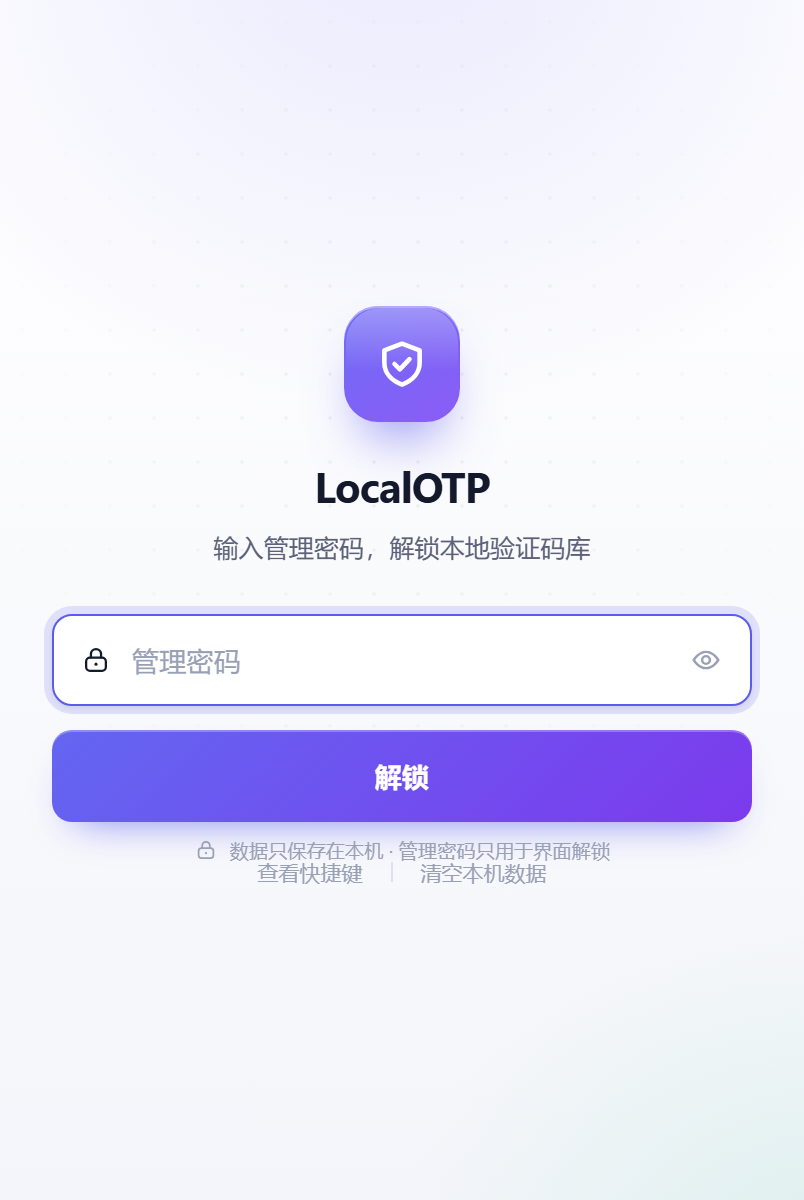 LocalOTP
输入管理密码，解锁本地验证码库
管理密码
解锁
数据只保存在本机 · 管理密码只用于界面解锁
查看快捷键 | 清空本机数据